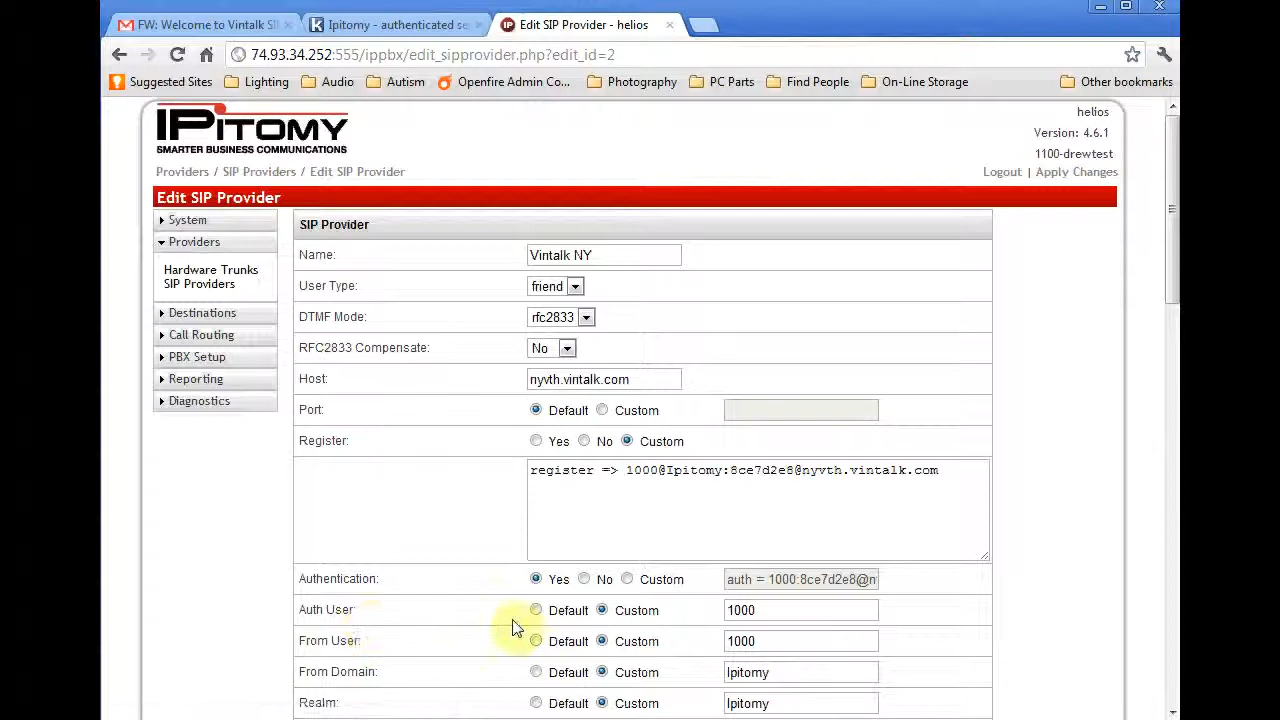 FW: Welcome to Vintalk SI
Ipitomy - authenticated se
Edit SIP Provider - helios
74.93.34.252:555/ippbx/edit_sipprovider.php?edit_id=2
Suggested Sites Lighting Audio Autism Openfire Admin o... Photography PC Parts Find People On-Line Storage Other bookmarks
IPITOMY
SMARTER BUSINESS COMMUNICATIONS
helios
Version: 4.6.1
1100-drewtest
Providers / SIP Providers / Edit SIP Provider
Logout | Apply Changes
Edit SIP Provider
System
Providers
Hardware Trunks
SIP Providers
Destinations
Call Routing
PBX Setup
Reporting
Diagnostics
SIP Provider
Name: Vintalk NY
User Type: friend
DTMF Mode: rfc2833
RFC2833 Compensate: No
Host: nyvth.vintalk.com
Port: Default Custom
Register: Yes No Custom
register => 1000@Ipitomy:8ce7d2e8@nyvth.vintalk.com
Authentication: Yes No Custom auth = 1000:8ce7d2e8@n
Auth User: Default Custom 1000
From User: Default Custom 1000
From Domain: Default Custom Ipitomy
Realm: Default Custom Ipitomy